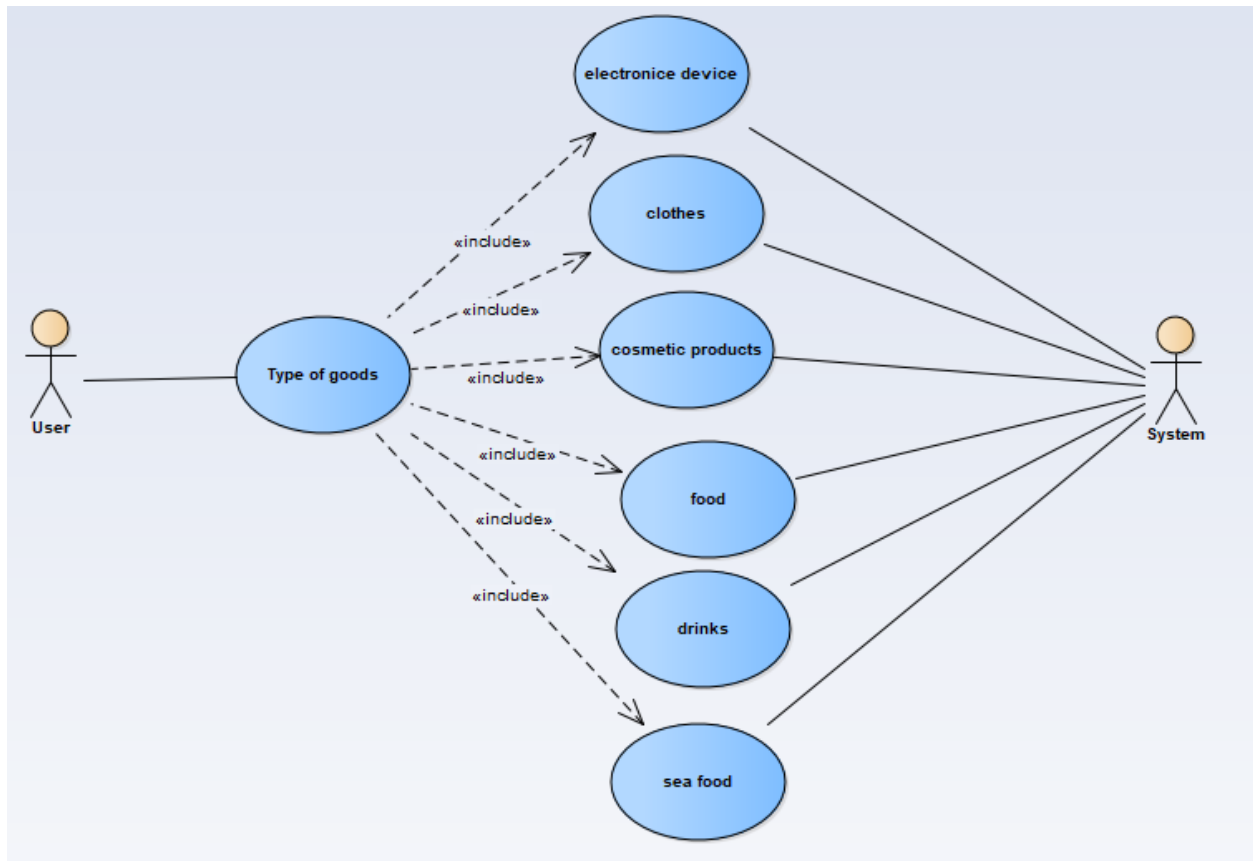 electronice device
clothes
«include»
«include»
cosmetic products
Type of goods
«include»
User
System
«include»
food
«include»
«include»
drinks
sea food